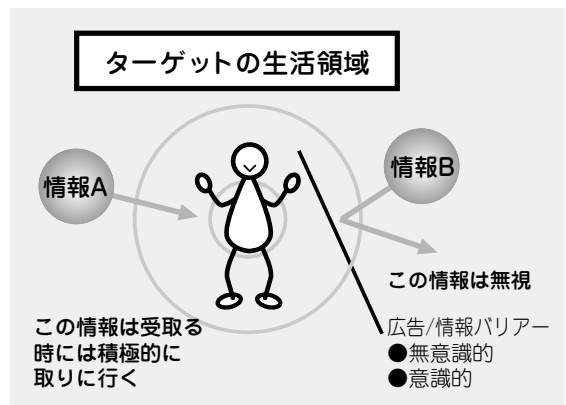 ターゲットの生活領域
情報A
情報B
この情報は受取る
時には積極的に
取りに行く
この情報は無視
広告/情報バリアー
●無意識的
●意識的